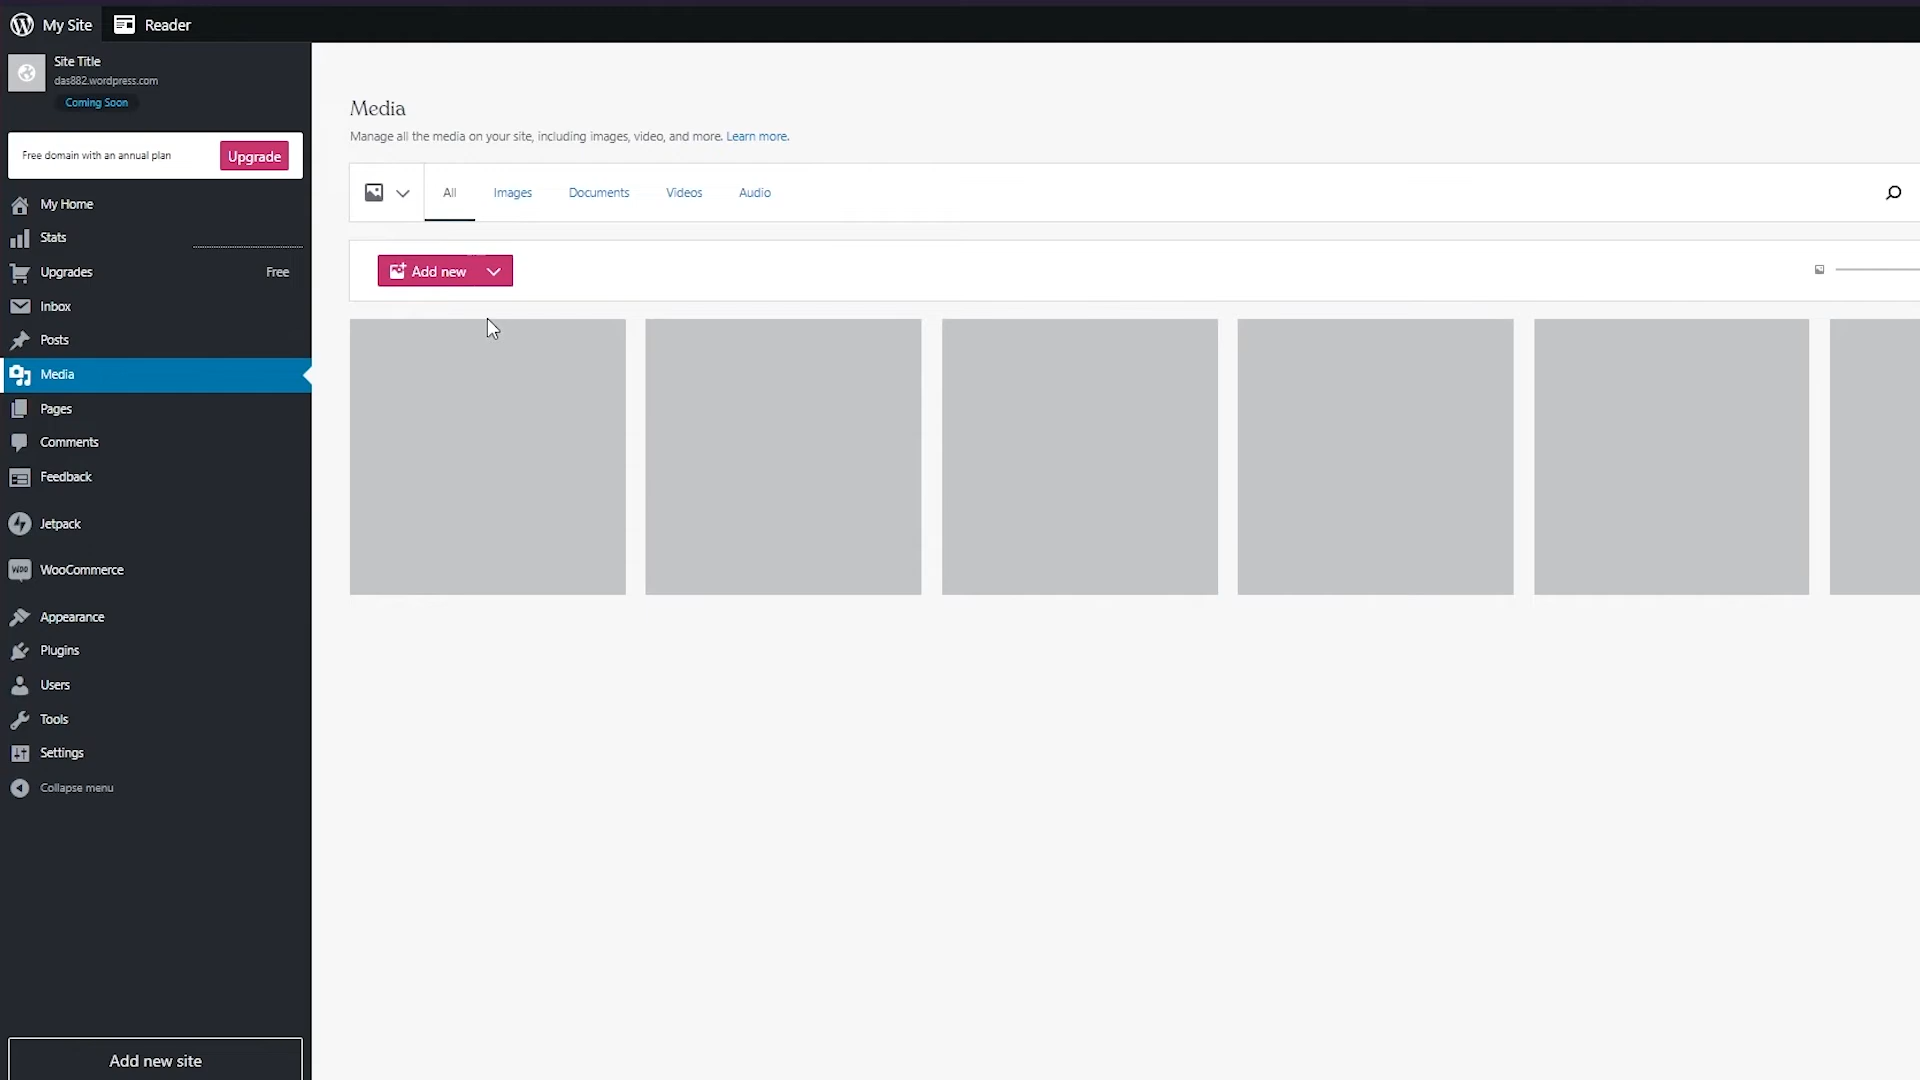 My Site
Reader
Site Title
das882.wordpress.com
Coming Soon
Free domain with an annual plan
Upgrade
My Home
Stats
Upgrades
Free
Inbox
Posts
Media
Pages
Comments
Feedback
Jetpack
WOO
WooCommerce
Appearance
Plugins
Users
Tools
Settings
Collapse menu
Add new site
Media
Manage all the media on your site, including images, video, and more. Learn more.
All
Images
Documents
Videos
Audio
Add new